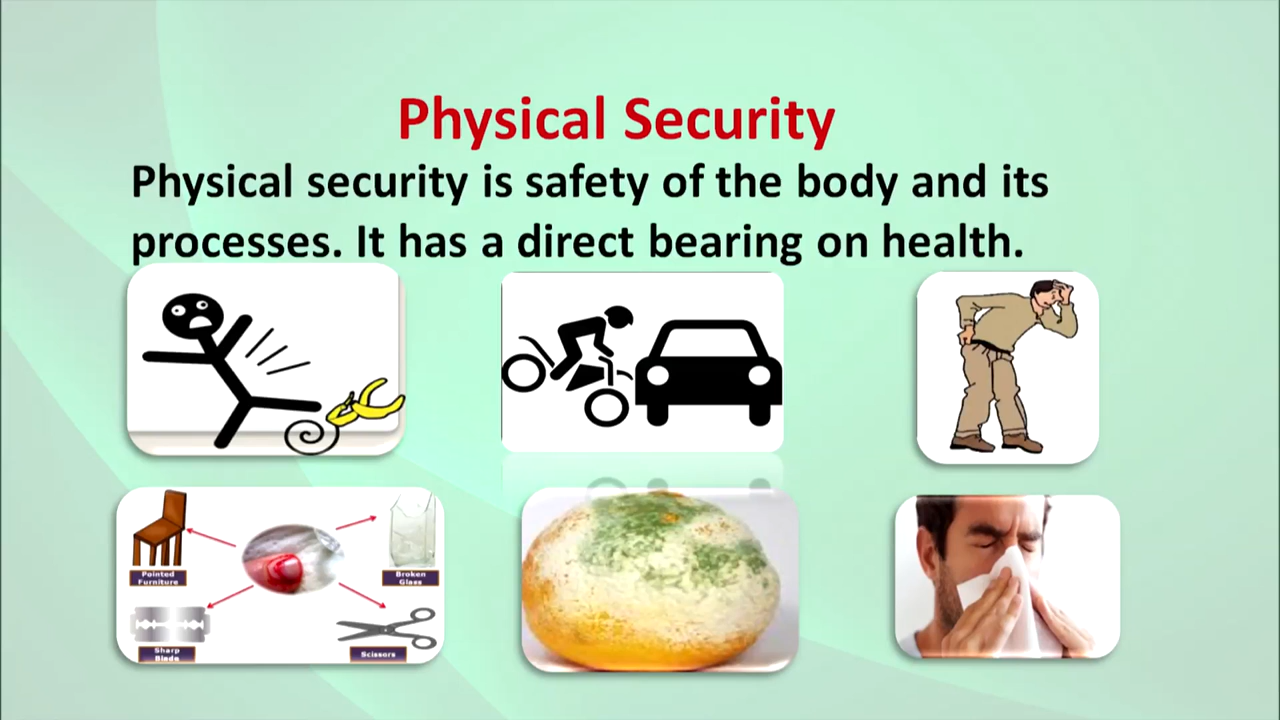 Physical Security
Physical security is safety of the body and its
processes. It has a direct bearing on health.
Pointed
Furniture
Broken
Glass
Sharp
Blade
Scissors